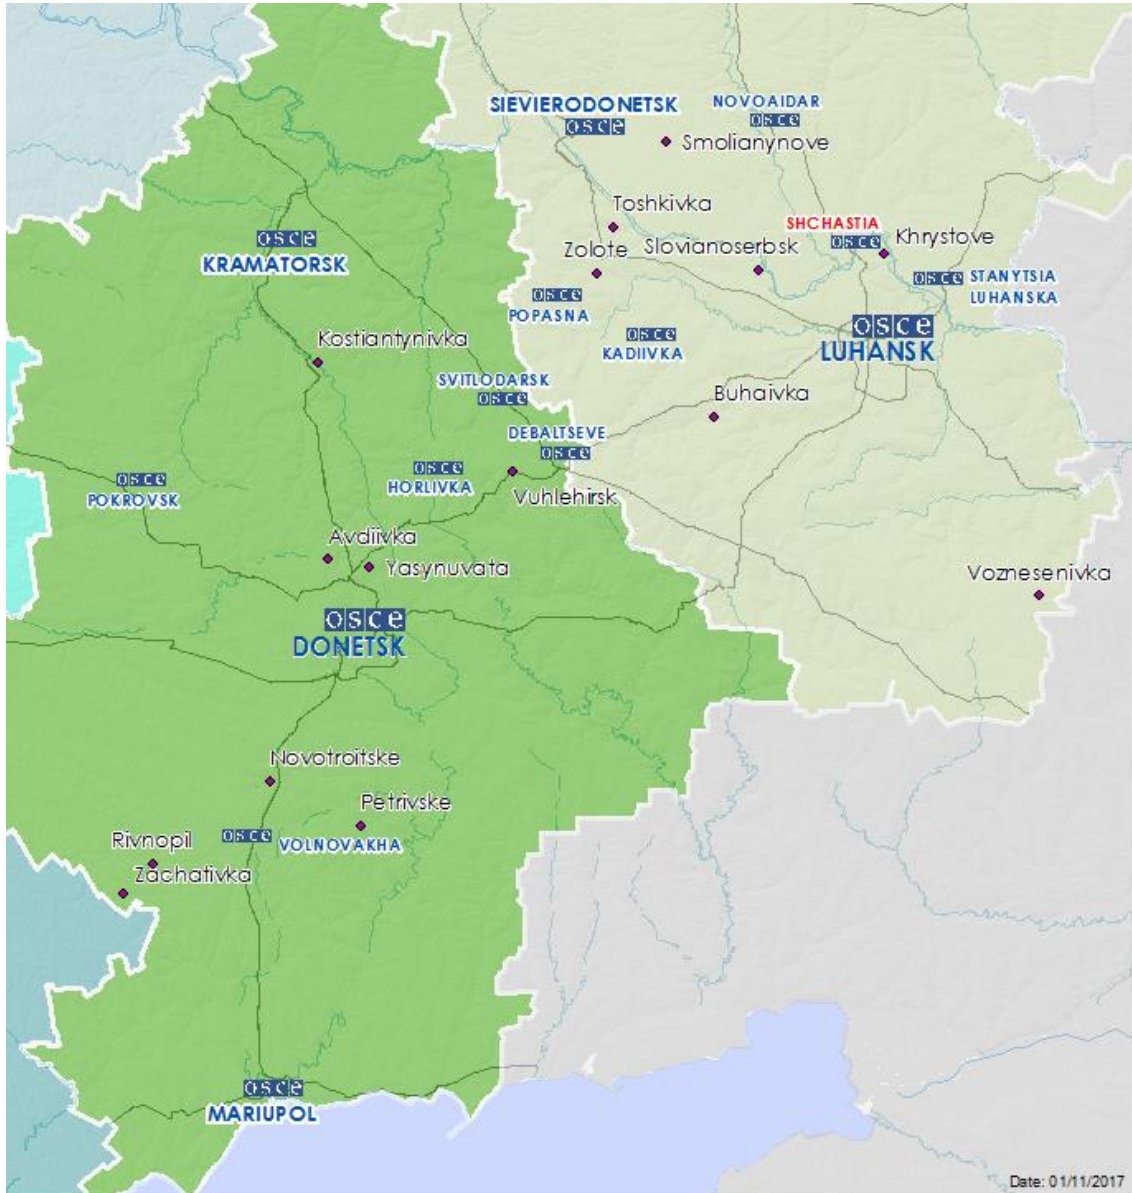 SIEVIERODONETSK
osce
NOVOAIDAR
osce
Smolianynove
Toshkivka
SHCHASTIA
osce
Khrystove
osce
KRAMATORSK
Zolote
Slovianoserbsk
osce
STANYTSIA
LUHANSKA
osce
POPASNA
osce
KADIIVKA
osce
LUHANSK
Kostiantynivka
SVITLODARSK
osce
Buhaivka
DEBALTSEVE
osce
osce
HORLIVKA
osce
POKROVSK
Vuhlehirsk
Avdiivka
Yasynuvata
Voznesenivka
osce
DONETSK
Novotroitske
Petrivske
osce
VOLNOVAKHA
Rivnopil
Zachativka
osce
MARIUPOL
Date: 01/11/2017